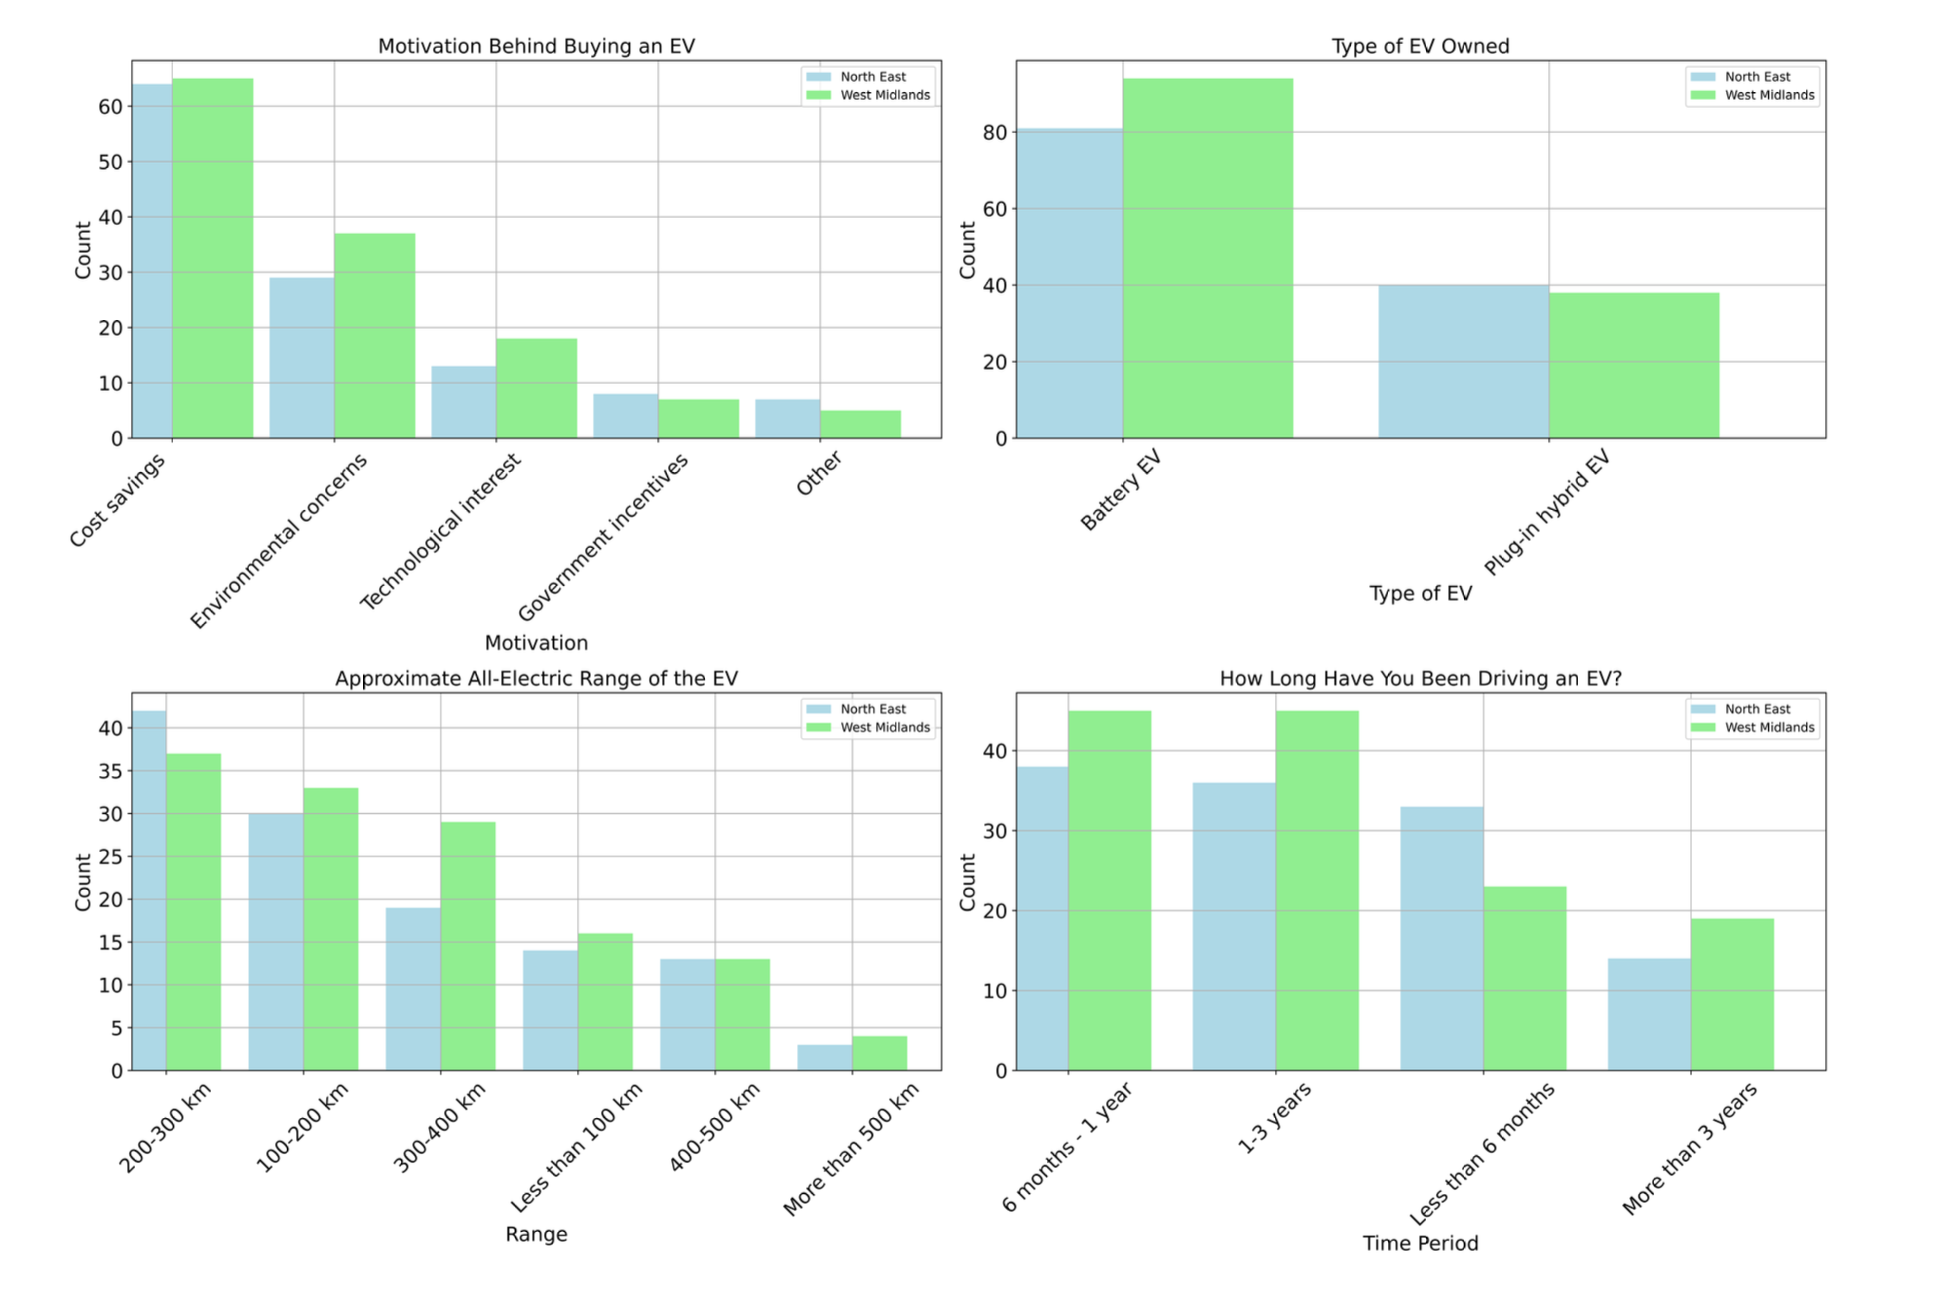 Motivation Behind Buying an EV
North East
West Midlands
60
50
40
30
20
10
0
Count
Cost savings
Environmental concerns
Technological interest
Government incentives
Other
Motivation
Type of EV Owned
North East
West Midlands
80
60
40
20
0
Count
Battery EV
Plug-in hybrid EV
Type of EV
Approximate All-Electric Range of the EV
North East
West Midlands
40
35
30
25
20
15
10
5
0
Count
200-300 km
100-200 km
300-400 km
Less than 100 km
400-500 km
More than 500 km
Range
How Long Have You Been Driving an EV?
North East
West Midlands
40
30
20
10
0
Count
6 months - 1 year
1-3 years
Less than 6 months
More than 3 years
Time Period